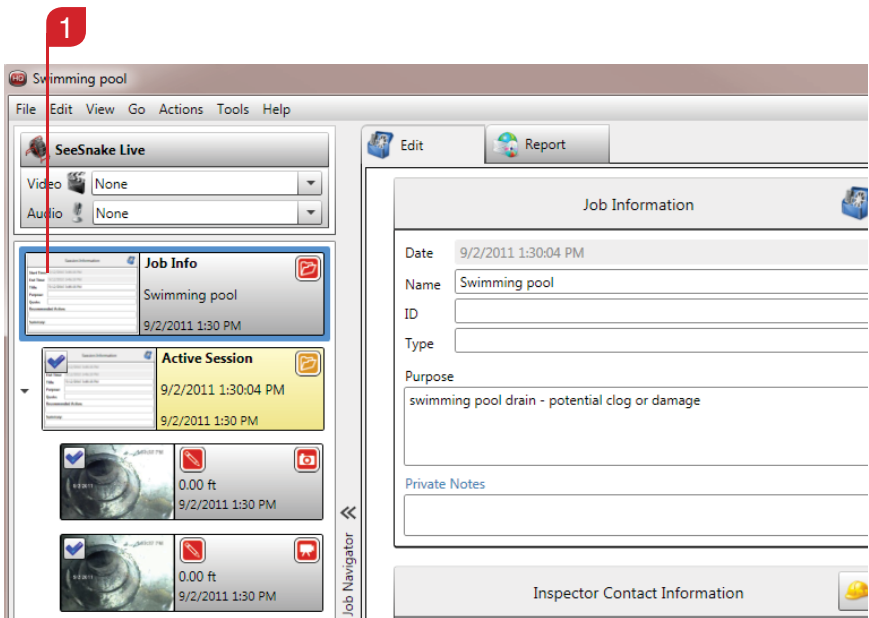 1
HQ Swimming pool
File Edit View Go Actions Tools Help
SeeSnake Live
Video None
Audio None
Job Info
Swimming pool
9/2/2011 1:30 PM
Active Session
9/2/2011 1:30:04 PM
9/2/2011 1:30 PM
0.00 ft
9/2/2011 1:30 PM
0.00 ft
9/2/2011 1:30 PM
Job Navigator
Edit
Report
Job Information
Date 9/2/2011 1:30:04 PM
Name Swimming pool
ID
Type
Purpose
swimming pool drain - potential clog or damage
Private Notes
Inspector Contact Information